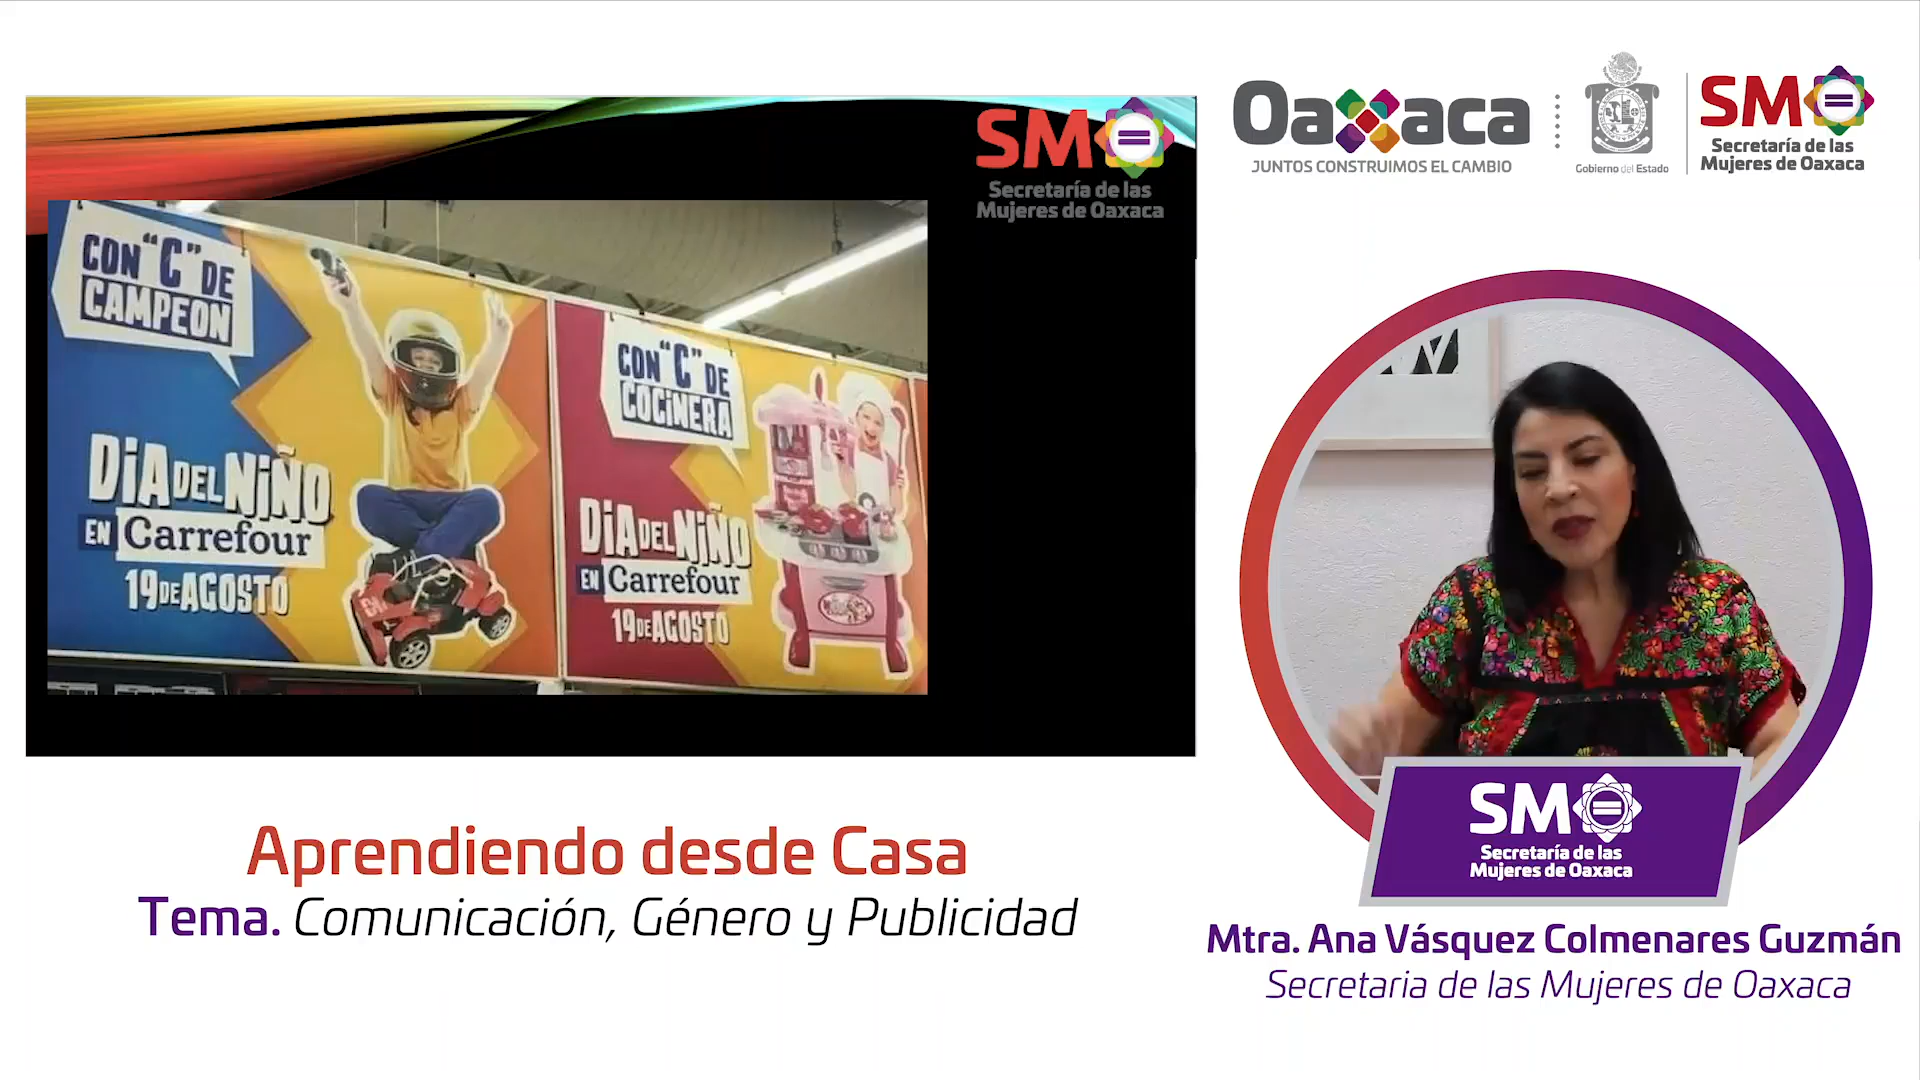 SM
Secretaría de las
Mujeres de Oaxaca
CON "C" DE
CAMPEON
DiA DEL NiÑO
EN Carrefour
19 DE AGOSTO
CON "C" DE
COCiNERA
DiA DEL NiÑO
EN Carrefour
19 DE AGOSTO
Oaxaca
JUNTOS CONSTRUIMOS EL CAMBIO
Gobierno del Estado
SM
Secretaría de las
Mujeres de Oaxaca
SM
Secretaría de las
Mujeres de Oaxaca
Aprendiendo desde Casa
Tema. Comunicación, Género y Publicidad
Mtra. Ana Vásquez Colmenares Guzmán
Secretaria de las Mujeres de Oaxaca